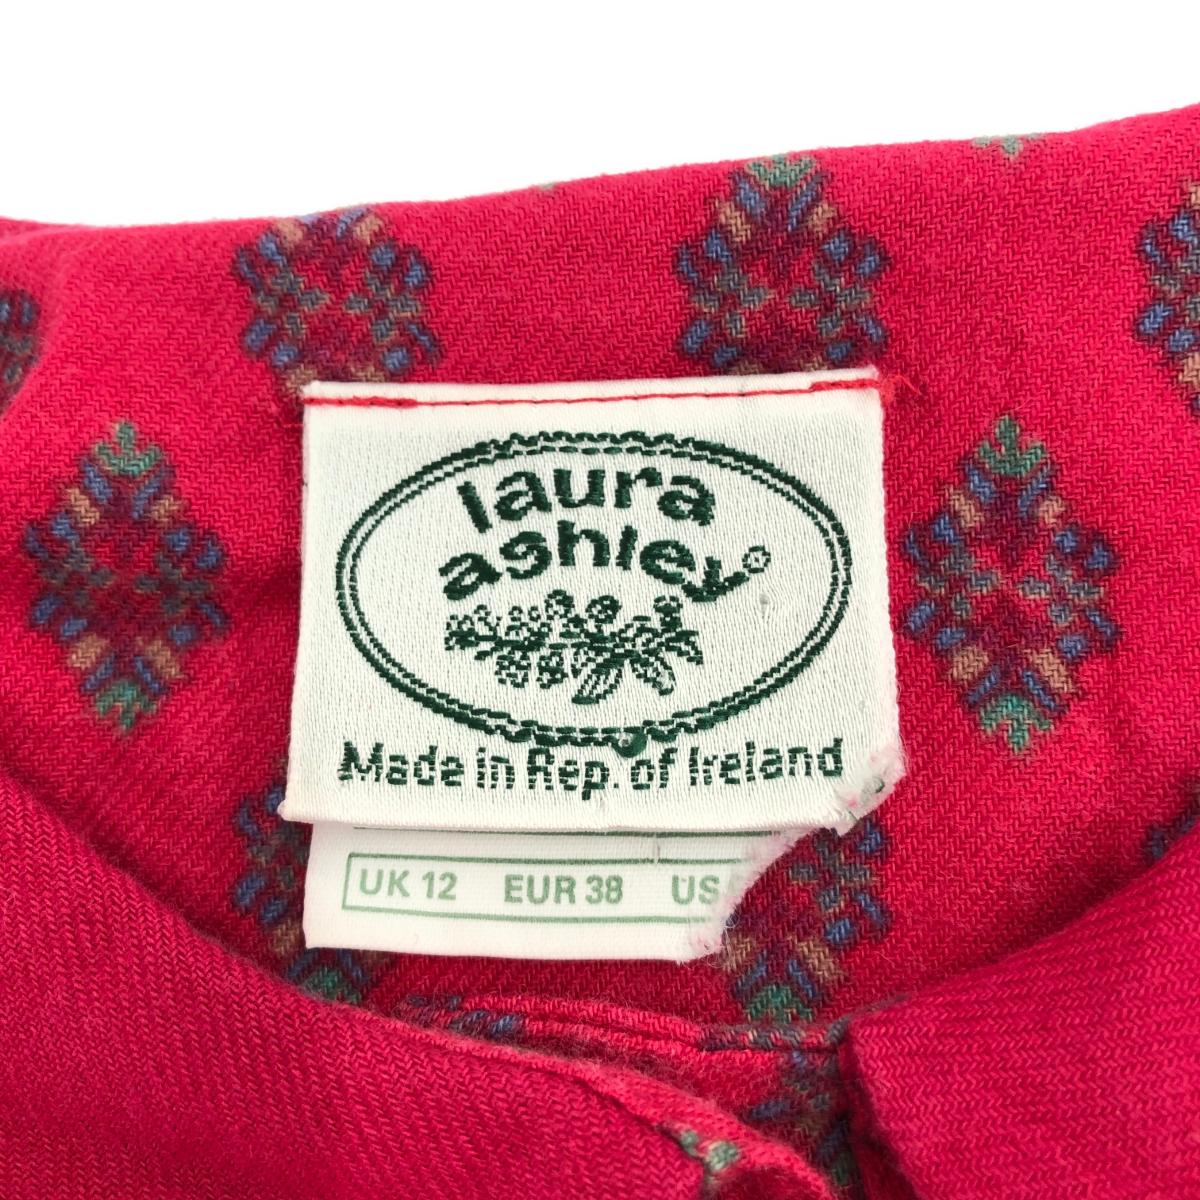 laura
ashley®
Made in Rep. of Ireland
UK 12 EUR 38 US